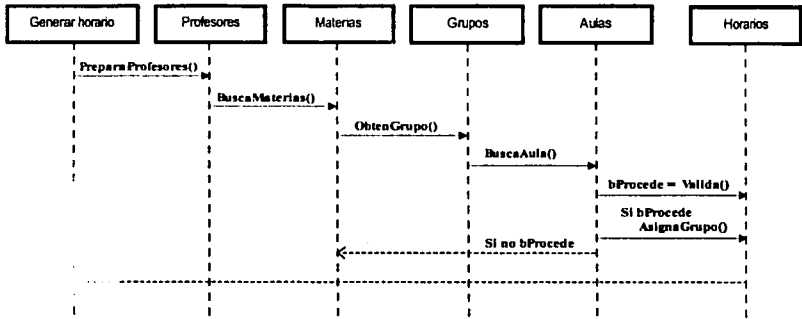 Generar horario
Profesores
Materias
Grupos
Aulas
Horarios
PreparaProfesores()
BuscaMaterias()
ObtenGrupo()
BuscaAula()
bProcede = Valida()
Si bProcede
AsignaGrupo()
Si no bProcede